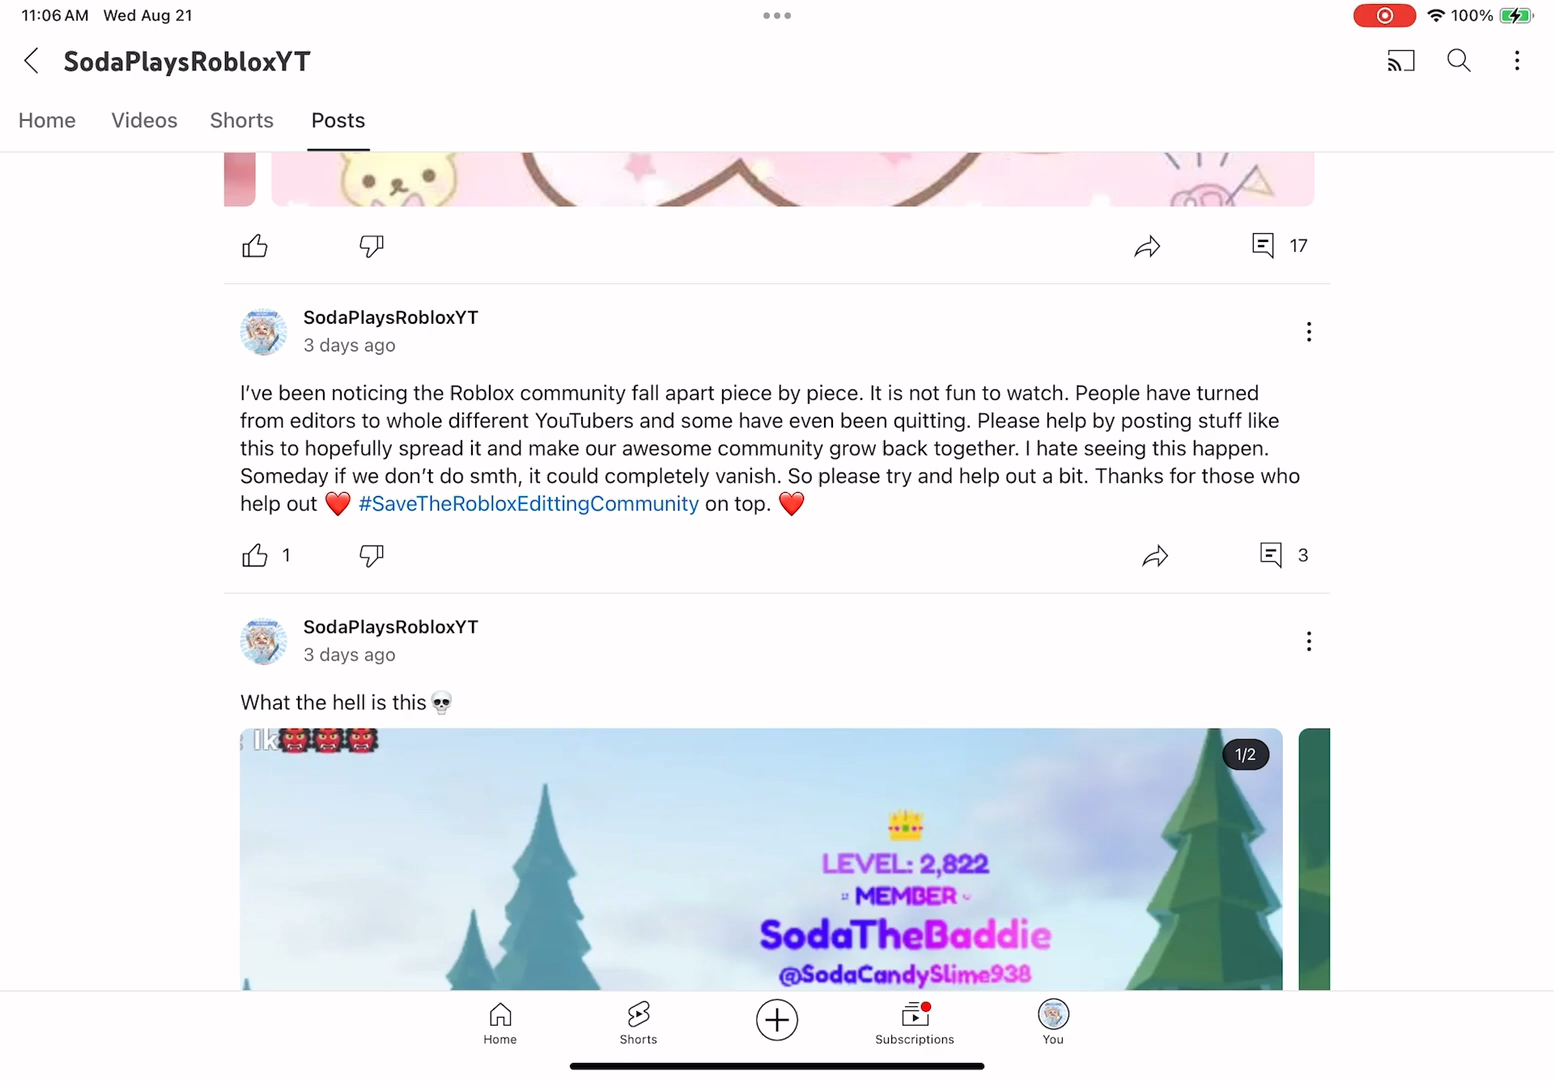 11:06 AM Wed Aug 21
100%
SodaPlaysRobloxYT
Home Videos Shorts Posts
17
SodaPlaysRobloxYT
3 days ago
I’ve been noticing the Roblox community fall apart piece by piece. It is not fun to watch. People have turned
from editors to whole different YouTubers and some have even been quitting. Please help by posting stuff like
this to hopefully spread it and make our awesome community grow back together. I hate seeing this happen.
Someday if we don’t do smth, it could completely vanish. So please try and help out a bit. Thanks for those who
help out ❤️ #SaveTheRobloxEdittingCommunity on top. ❤️
1
3
SodaPlaysRobloxYT
3 days ago
What the hell is this💀
: Ik👹👹👹
1/2
LEVEL: 2,822
MEMBER
SodaTheBaddie
@SodaCandySlime938
Home Shorts Subscriptions You